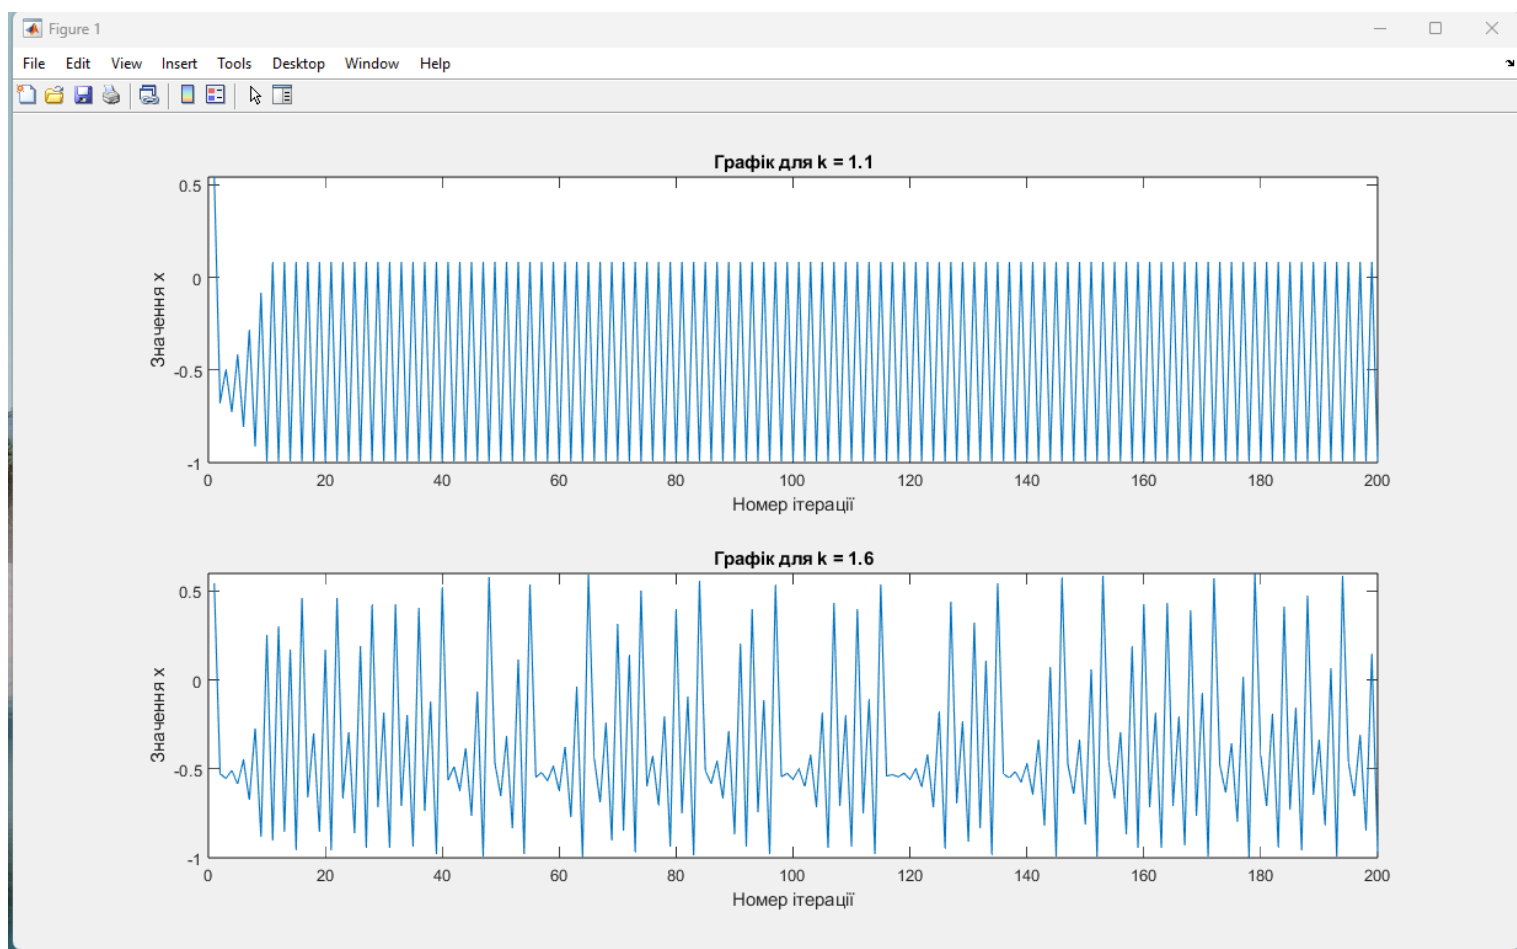 Figure 1
File Edit View Insert Tools Desktop Window Help
Графік для k = 1.1
0.5
0
-0.5
-1
Значення x
0 20 40 60 80 100 120 140 160 180 200
Номер ітерації
Графік для k = 1.6
0.5
0
-0.5
-1
Значення x
0 20 40 60 80 100 120 140 160 180 200
Номер ітерації